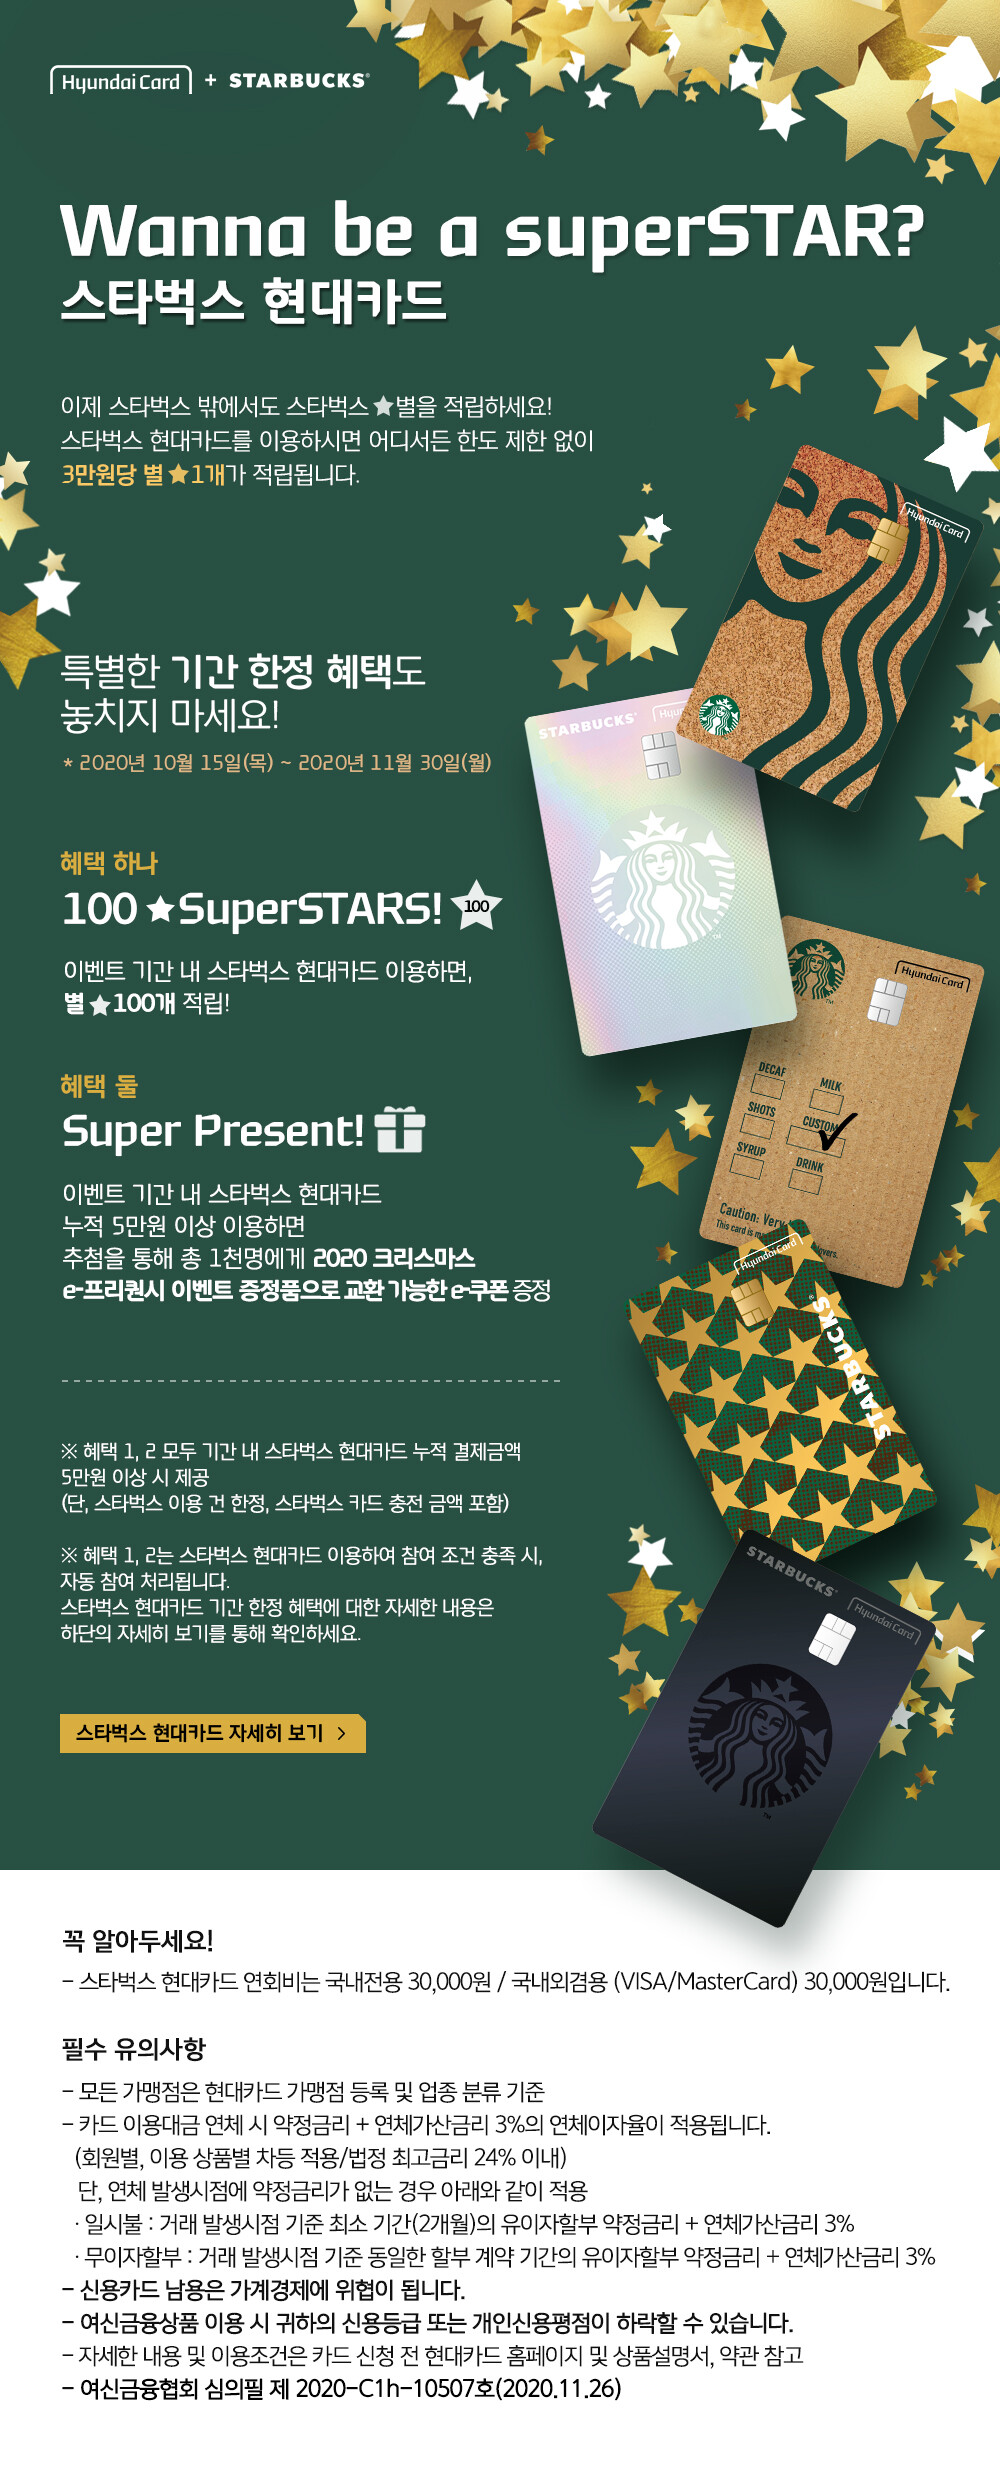 Hyundai Card + STARBUCKS®
Wanna be a superSTAR?
스타벅스 현대카드
이제 스타벅스 밖에서도 스타벅스★별을 적립하세요!
스타벅스 현대카드를 이용하시면 어디서든 한도 제한 없이
3만원당 별★1개가 적립됩니다.
Hyundai Card
특별한 기간 한정 혜택도
놓치지 마세요!
* 2020년 10월 15일(목) ~ 2020년 11월 30일(월)
STARBUCKS®
혜택 하나
100 ★SuperSTARS! 100
이벤트 기간 내 스타벅스 현대카드 이용하면,
별★100개 적립!
TM
Hyundai Card
TM
DECAF
MILK
SHOTS
CUSTOM
SYRUP
DRINK
Caution: Very
This card is
혜택 둘
Super Present!
이벤트 기간 내 스타벅스 현대카드
누적 5만원 이상 이용하면
추첨을 통해 총 1천명에게 2020 크리스마스
e-프리퀀시 이벤트 증정품으로 교환 가능한 e-쿠폰 증정
Hyundai Card
STARBUCKS®
※ 혜택 1, 2 모두 기간 내 스타벅스 현대카드 누적 결제금액
5만원 이상 시 제공
(단, 스타벅스 이용 건 한정, 스타벅스 카드 충전 금액 포함)
※ 혜택 1, 2는 스타벅스 현대카드 이용하여 참여 조건 충족 시,
자동 참여 처리됩니다.
스타벅스 현대카드 기간 한정 혜택에 대한 자세한 내용은
하단의 자세히 보기를 통해 확인하세요.
STARBUCKS®
Hyundai Card
TM
스타벅스 현대카드 자세히 보기 >
꼭 알아두세요!
- 스타벅스 현대카드 연회비는 국내전용 30,000원 / 국내외겸용 (VISA/MasterCard) 30,000원입니다.
필수 유의사항
- 모든 가맹점은 현대카드 가맹점 등록 및 업종 분류 기준
- 카드 이용대금 연체 시 약정금리 + 연체가산금리 3%의 연체이자율이 적용됩니다.
(회원별, 이용 상품별 차등 적용/법정 최고금리 24% 이내)
단, 연체 발생시점에 약정금리가 없는 경우 아래와 같이 적용
· 일시불 : 거래 발생시점 기준 최소 기간(2개월)의 유이자할부 약정금리 + 연체가산금리 3%
· 무이자할부 : 거래 발생시점 기준 동일한 할부 계약 기간의 유이자할부 약정금리 + 연체가산금리 3%
- 신용카드 남용은 가계경제에 위협이 됩니다.
- 여신금융상품 이용 시 귀하의 신용등급 또는 개인신용평점이 하락할 수 있습니다.
- 자세한 내용 및 이용조건은 카드 신청 전 현대카드 홈페이지 및 상품설명서, 약관 참고
- 여신금융협회 심의필 제 2020-C1h-10507호(2020.11.26)